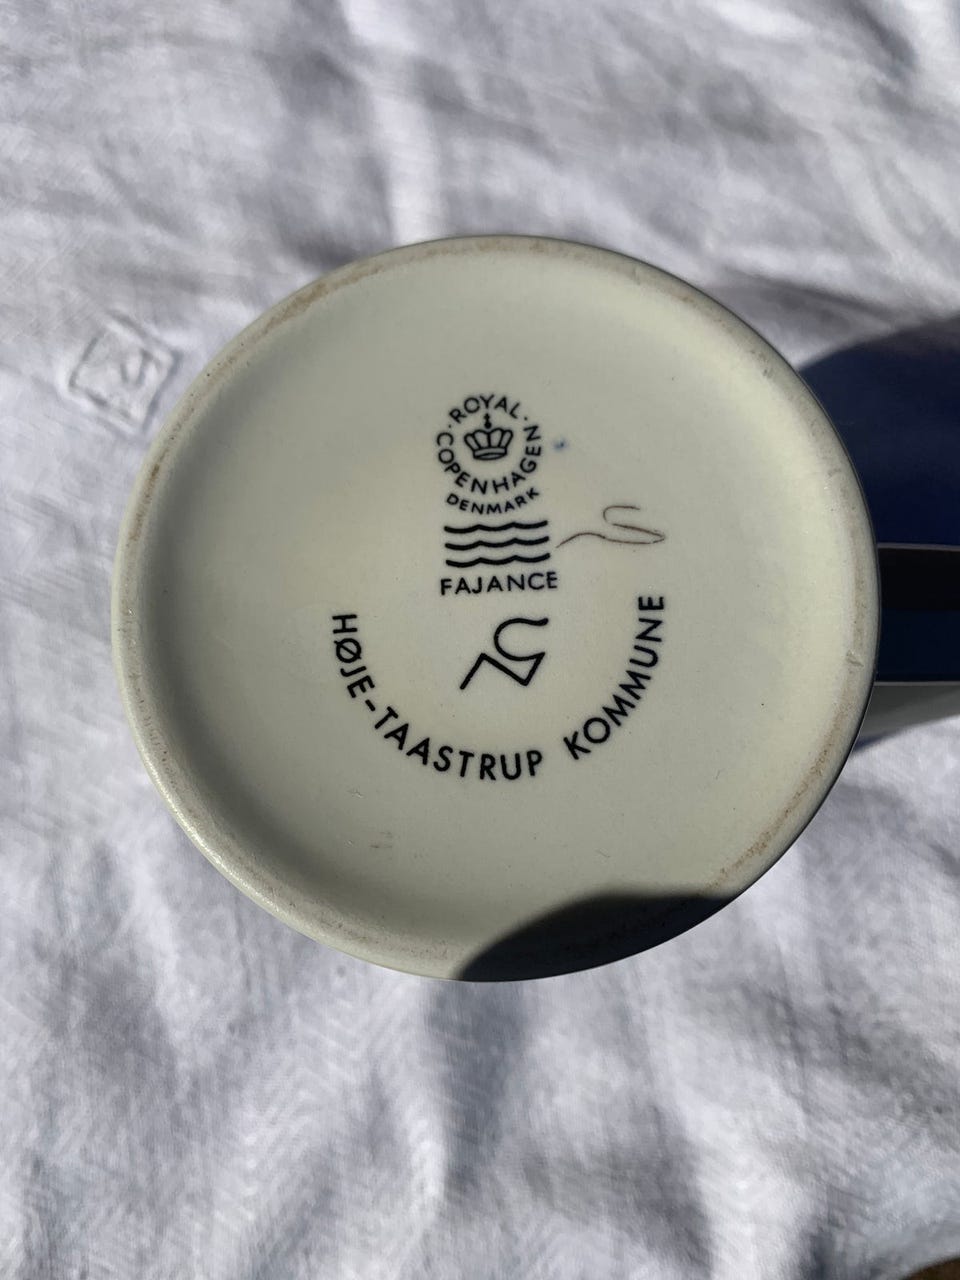 ROYAL
COPENHAGEN
DENMARK
FAJANCE
HØJE-TAASTRUP KOMMUNE